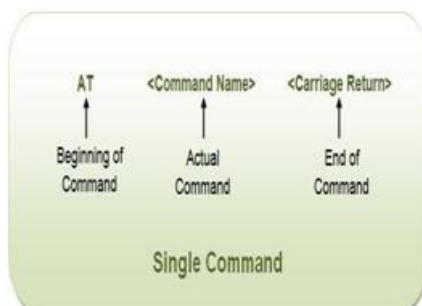 AT <Command Name> <Carriage Return>
Beginning of Command
Actual Command
End of Command
Single Command